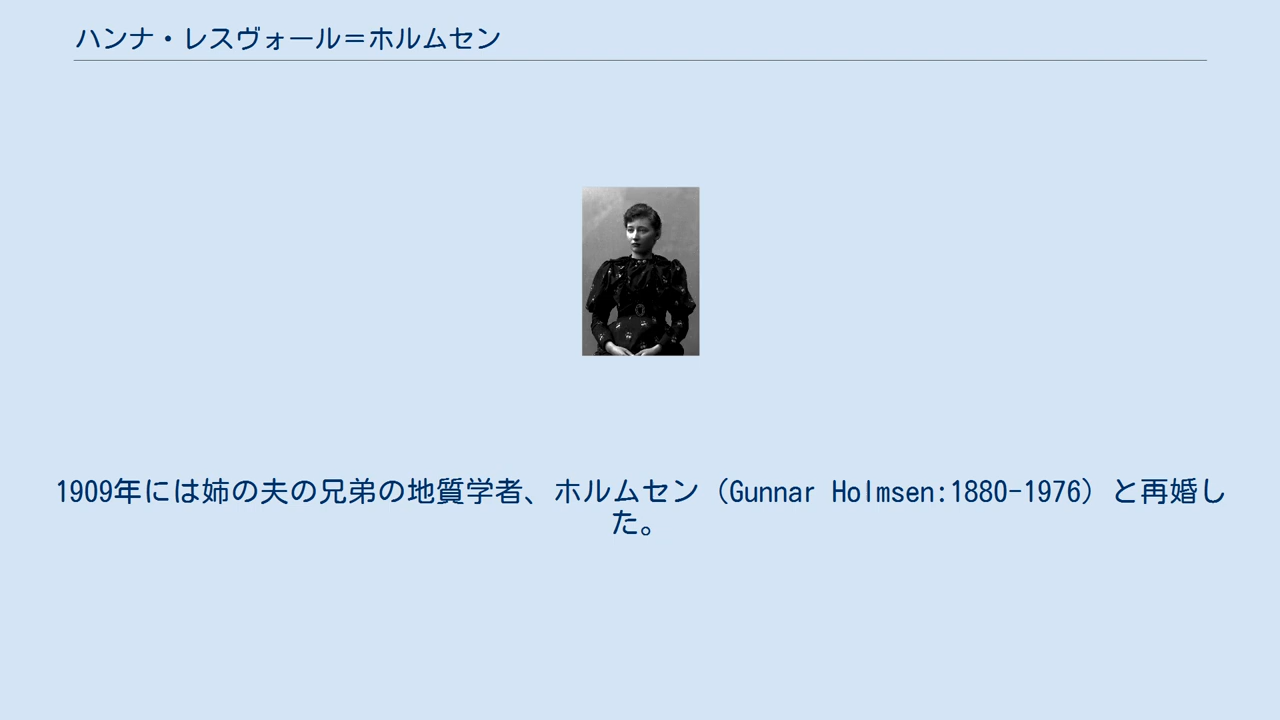 ハンナ・レスヴォール＝ホルムセン
1909年には姉の夫の兄弟の地質学者、ホルムセン（Gunnar Holmsen:1880-1976）と再婚し
た。